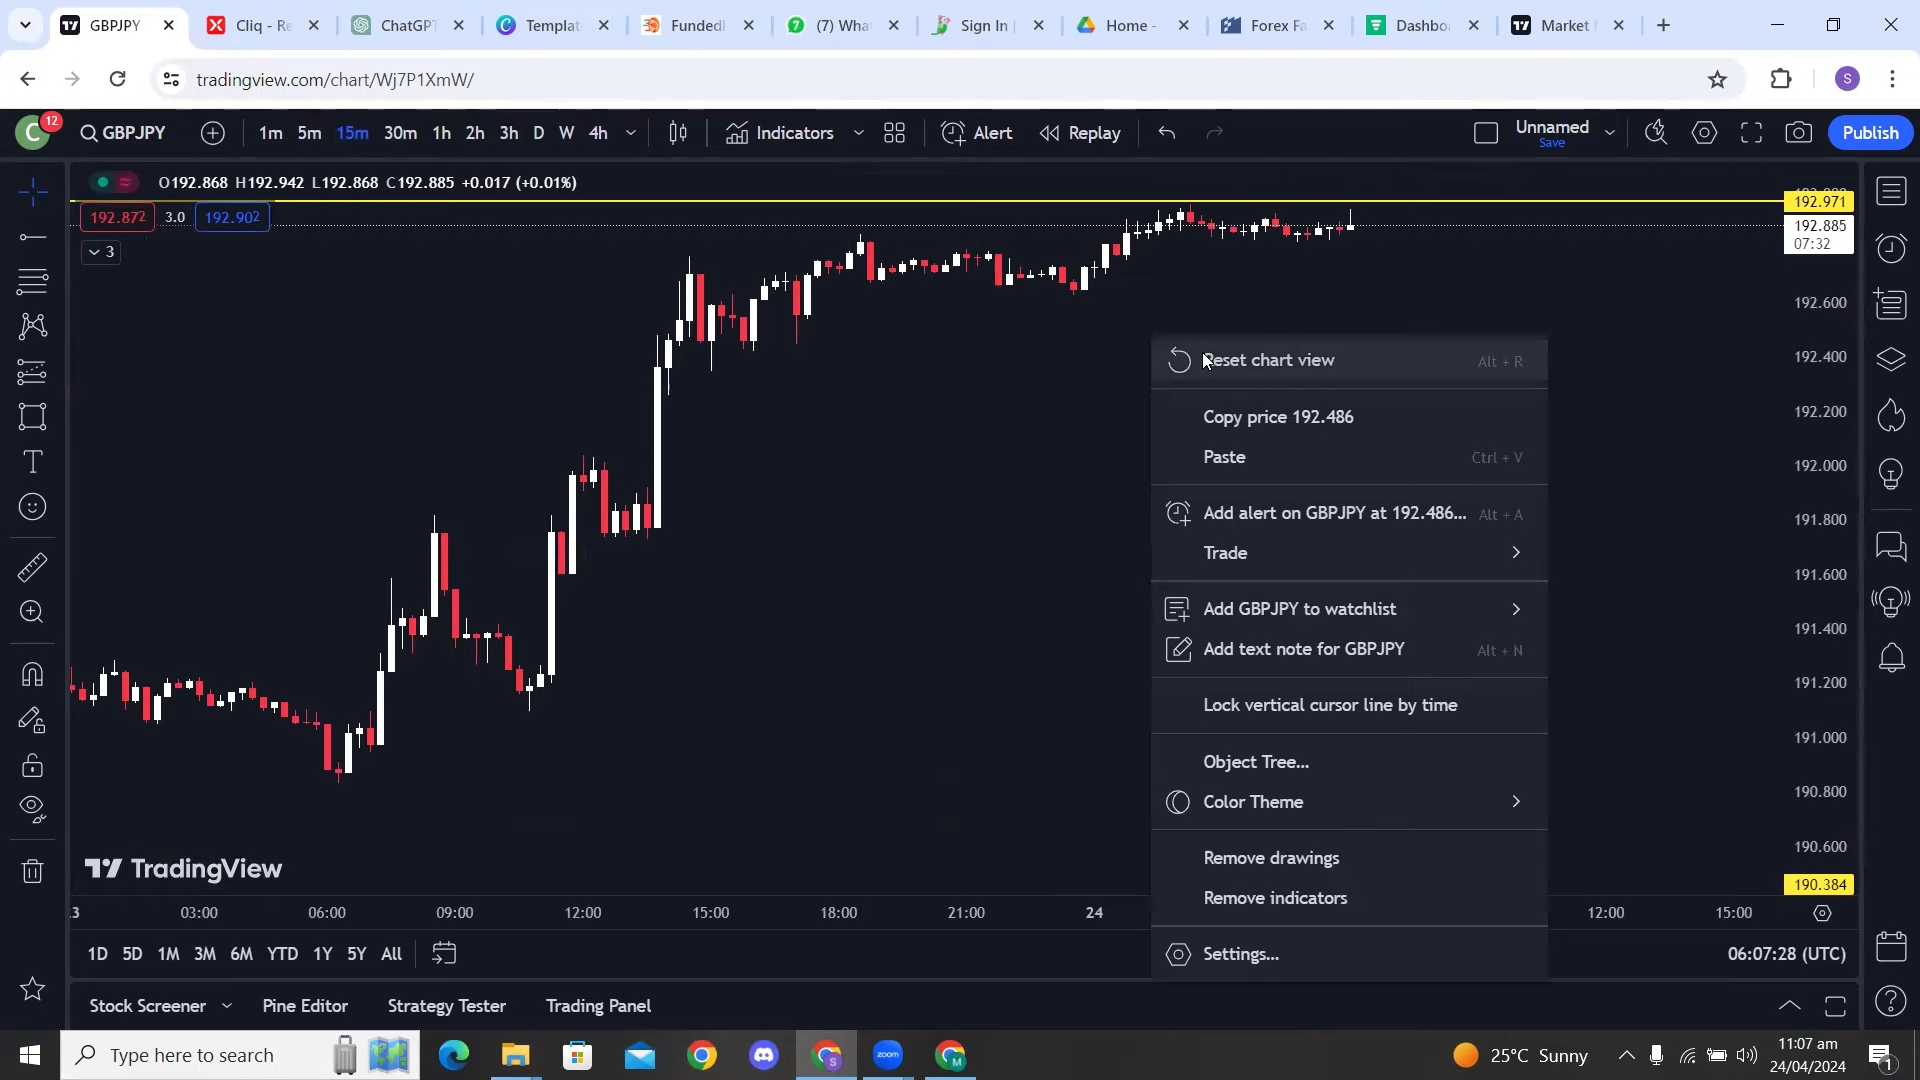 GBPJPY
Cliq - Re
ChatGPT
Templat
Funded
(7) Wha
Sign In |
Home -
Forex Fa
Dashbo
Market
tradingview.com/chart/Wj7P1XmW/
S
C
12
GBPJPY
1m 5m 15m 30m 1h 2h 3h D W 4h
Indicators
Alert
Replay
Unnamed
Save
Publish
O192.868 H192.942 L192.868 C192.885 +0.017 (+0.01%)
192.872 3.0 192.902
3
192.971
192.885
07:32
192.600
192.400
192.200
192.000
191.800
191.600
191.400
191.200
191.000
190.800
190.600
190.384
Reset chart view Alt + R
Copy price 192.486
Paste Ctrl + V
Add alert on GBPJPY at 192.486... Alt + A
Trade
Add GBPJPY to watchlist
Add text note for GBPJPY Alt + N
Lock vertical cursor line by time
Object Tree...
Color Theme
Remove drawings
Remove indicators
Settings...
TradingView
3 03:00 06:00 09:00 12:00 15:00 18:00 21:00 24 12:00 15:00
1D 5D 1M 3M 6M YTD 1Y 5Y All
06:07:28 (UTC)
Stock Screener Pine Editor Strategy Tester Trading Panel
Type here to search
zoom
S
M
25°C Sunny
11:07 am
24/04/2024
1